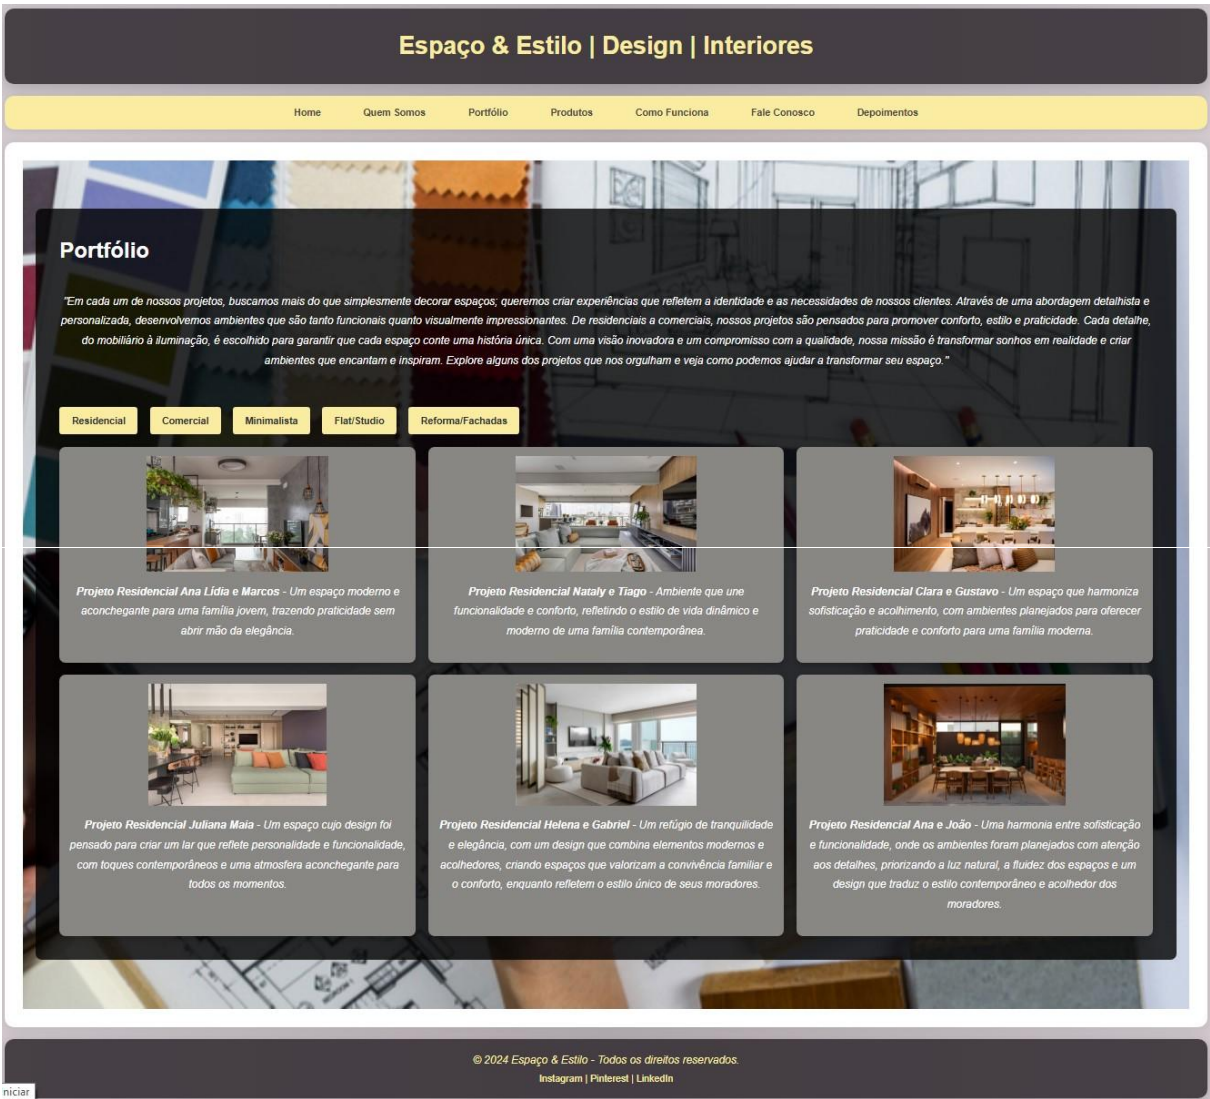 Espaço & Estilo | Design | Interiores
Home Quem Somos Portfólio Produtos Como Funciona Fale Conosco Depoimentos
Portfólio
"Em cada um de nossos projetos, buscamos mais do que simplesmente decorar espaços; queremos criar experiências que refletem a identidade e as necessidades de nossos clientes. Através de uma abordagem detalhista e
personalizada, desenvolvemos ambientes que são tanto funcionais quanto visualmente impressionantes. De residenciais a comerciais, nossos projetos são pensados para promover conforto, estilo e praticidade. Cada detalhe,
do mobiliário à iluminação, é escolhido para garantir que cada espaço conte uma história única. Com uma visão inovadora e um compromisso com a qualidade, nossa missão é transformar sonhos em realidade e criar
ambientes que encantam e inspiram. Explore alguns dos projetos que nos orgulham e veja como podemos ajudar a transformar seu espaço."
Residencial Comercial Minimalista Flat/Studio Reforma/Fachadas
Projeto Residencial Ana Lídia e Marcos - Um espaço moderno e
aconchegante para uma família jovem, trazendo praticidade sem
abrir mão da elegância.
Projeto Residencial Nataly e Tiago - Ambiente que une
funcionalidade e conforto, refletindo o estilo de vida dinâmico e
moderno de uma família contemporânea.
Projeto Residencial Clara e Gustavo - Um espaço que harmoniza
sofisticação e acolhimento, com ambientes planejados para oferecer
praticidade e conforto para uma família moderna.
Projeto Residencial Juliana Maia - Um espaço cujo design foi
pensado para criar um lar que reflete personalidade e funcionalidade,
com toques contemporâneos e uma atmosfera aconchegante para
todos os momentos.
Projeto Residencial Helena e Gabriel - Um refúgio de tranquilidade
e elegância, com um design que combina elementos modernos e
acolhedores, criando espaços que valorizam a convivência familiar e
o conforto, enquanto refletem o estilo único de seus moradores.
Projeto Residencial Ana e João - Uma harmonia entre sofisticação
e funcionalidade, onde os ambientes foram planejados com atenção
aos detalhes, priorizando a luz natural, a fluidez dos espaços e um
design que traduz o estilo contemporâneo e acolhedor dos
moradores.
© 2024 Espaço & Estilo - Todos os direitos reservados.
Instagram | Pinterest | LinkedIn
niciar